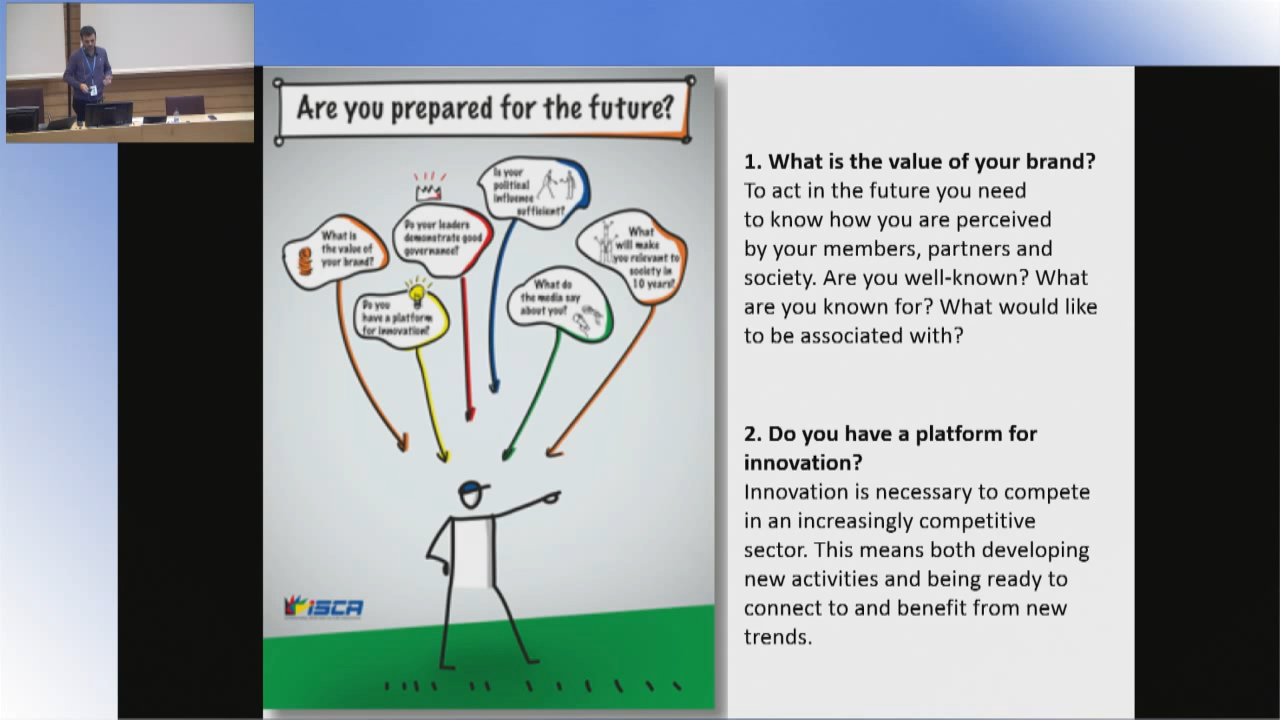 Are you prepared for the future?
Is your
political
influence
sufficient?
Do your leaders
demonstrate good
governance?
What is
the value of
your brand?
What
will make
you relevant to
society in
10 years?
What do
the media say
about you?
Do you
have a platform
for innovation?
ISCA
1. What is the value of your brand?
To act in the future you need
to know how you are perceived
by your members, partners and
society. Are you well-known? What
are you known for? What would like
to be associated with?
2. Do you have a platform for
innovation?
Innovation is necessary to compete
in an increasingly competitive
sector. This means both developing
new activities and being ready to
connect to and benefit from new
trends.